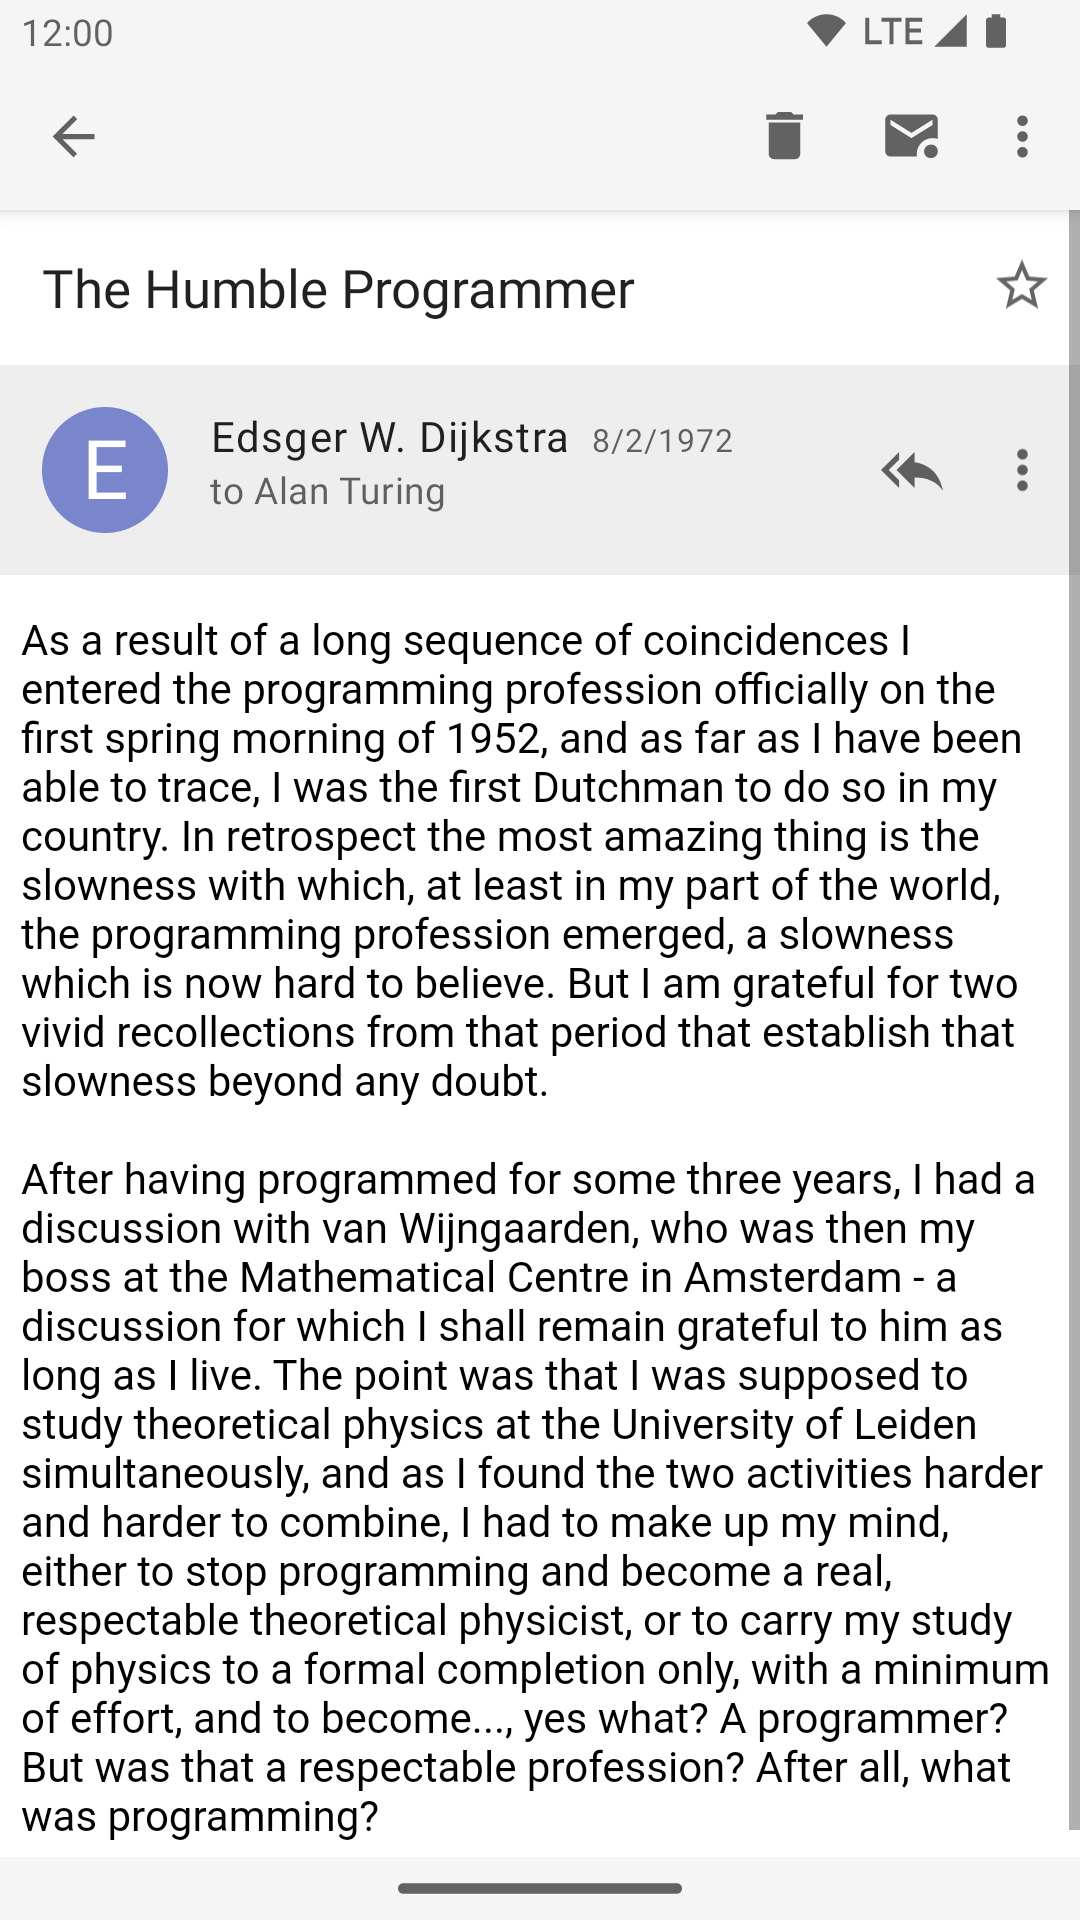 12:00
LTE
The Humble Programmer
E
Edsger W. Dijkstra 8/2/1972
to Alan Turing
As a result of a long sequence of coincidences I
entered the programming profession officially on the
first spring morning of 1952, and as far as I have been
able to trace, I was the first Dutchman to do so in my
country. In retrospect the most amazing thing is the
slowness with which, at least in my part of the world,
the programming profession emerged, a slowness
which is now hard to believe. But I am grateful for two
vivid recollections from that period that establish that
slowness beyond any doubt.
After having programmed for some three years, I had a
discussion with van Wijngaarden, who was then my
boss at the Mathematical Centre in Amsterdam - a
discussion for which I shall remain grateful to him as
long as I live. The point was that I was supposed to
study theoretical physics at the University of Leiden
simultaneously, and as I found the two activities harder
and harder to combine, I had to make up my mind,
either to stop programming and become a real,
respectable theoretical physicist, or to carry my study
of physics to a formal completion only, with a minimum
of effort, and to become..., yes what? A programmer?
But was that a respectable profession? After all, what
was programming?